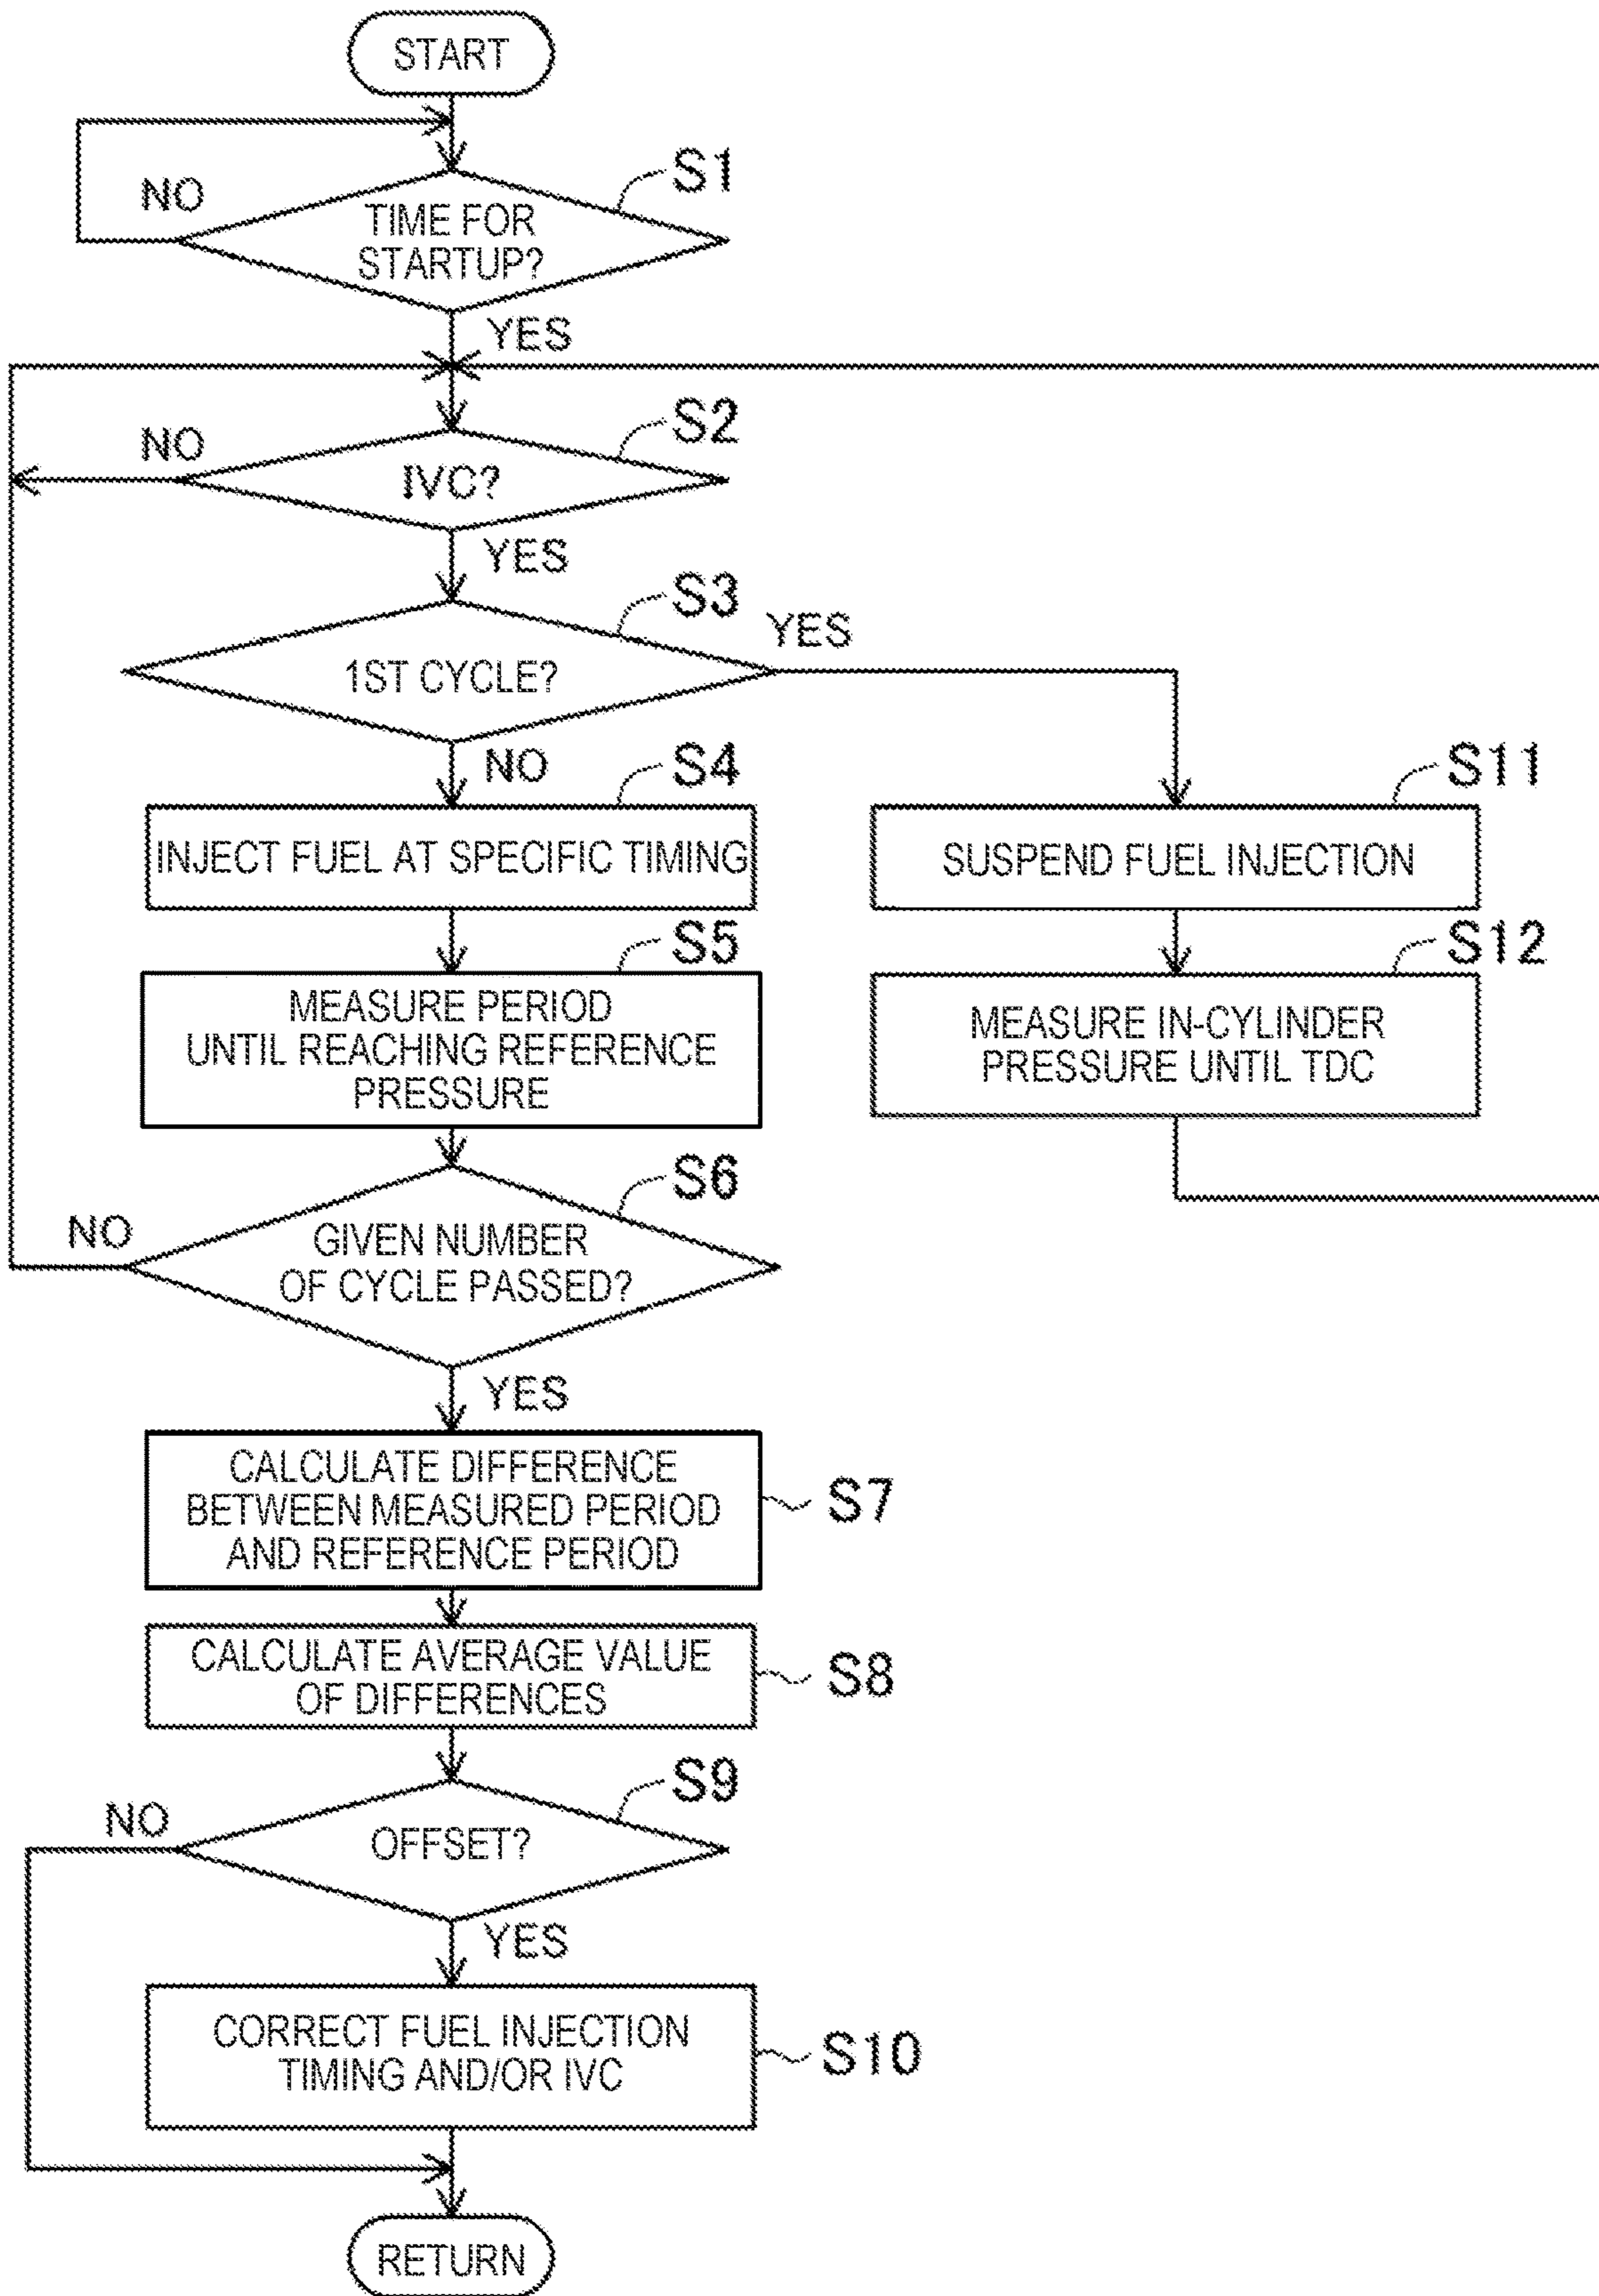 START
S1
NO
TIME FOR
STARTUP?
YES
S2
NO
IVC?
YES
S3
YES
1ST CYCLE?
NO
S4
S11
INJECT FUEL AT SPECIFIC TIMING
SUSPEND FUEL INJECTION
S5
S12
MEASURE PERIOD
UNTIL REACHING REFERENCE
PRESSURE
MEASURE IN-CYLINDER
PRESSURE UNTIL TDC
S6
NO
GIVEN NUMBER
OF CYCLE PASSED?
YES
CALCULATE DIFFERENCE
BETWEEN MEASURED PERIOD
AND REFERENCE PERIOD
S7
CALCULATE AVERAGE VALUE
OF DIFFERENCES
S8
S9
NO
OFFSET?
YES
CORRECT FUEL INJECTION
TIMING AND/OR IVC
S10
RETURN